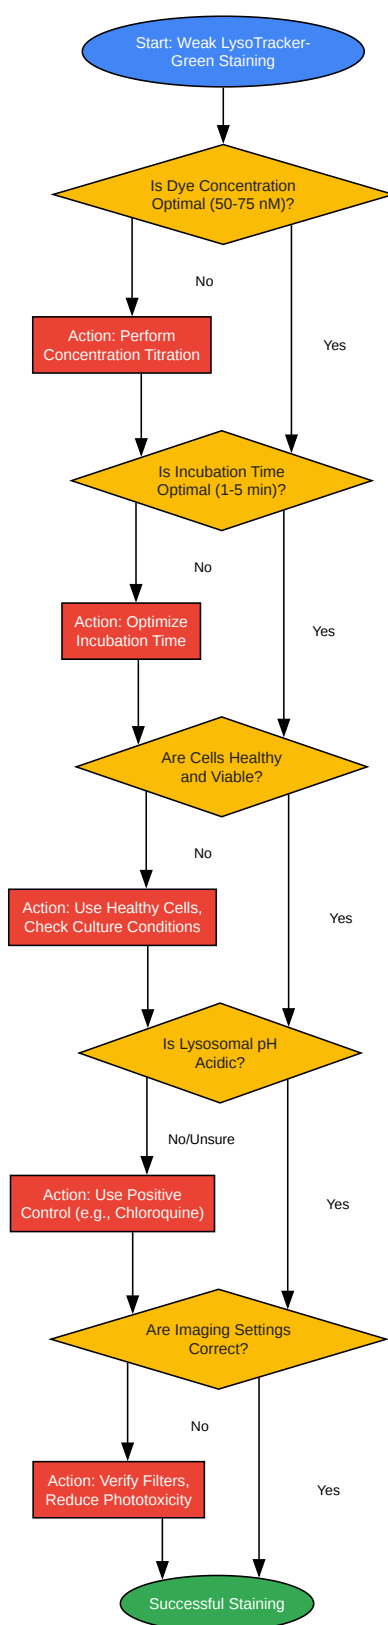 Start: Weak LysoTracker-
Green Staining
Is Dye Concentration
Optimal (50-75 nM)?
No
Yes
Action: Perform
Concentration Titration
Is Incubation Time
Optimal (1-5 min)?
No
Yes
Action: Optimize
Incubation Time
Are Cells Healthy
and Viable?
No
Yes
Action: Use Healthy Cells,
Check Culture Conditions
Is Lysosomal pH
Acidic?
No/Unsure
Yes
Action: Use Positive
Control (e.g., Chloroquine)
Are Imaging Settings
Correct?
No
Yes
Action: Verify Filters,
Reduce Phototoxicity
Successful Staining